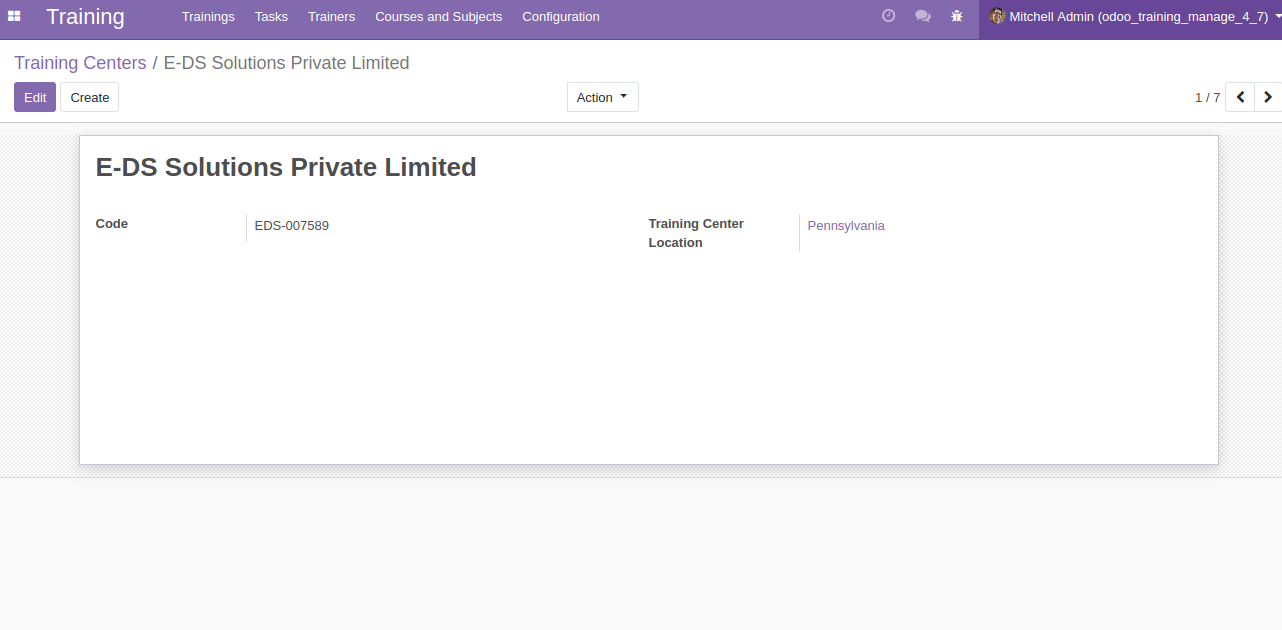 Training Trainings Tasks Trainers Courses and Subjects Configuration Mitchell Admin (odoo_training_manage_4_7)
Training Centers / E-DS Solutions Private Limited
Edit Create Action 1 / 7
E-DS Solutions Private Limited
Code EDS-007589 Training Center Location Pennsylvania